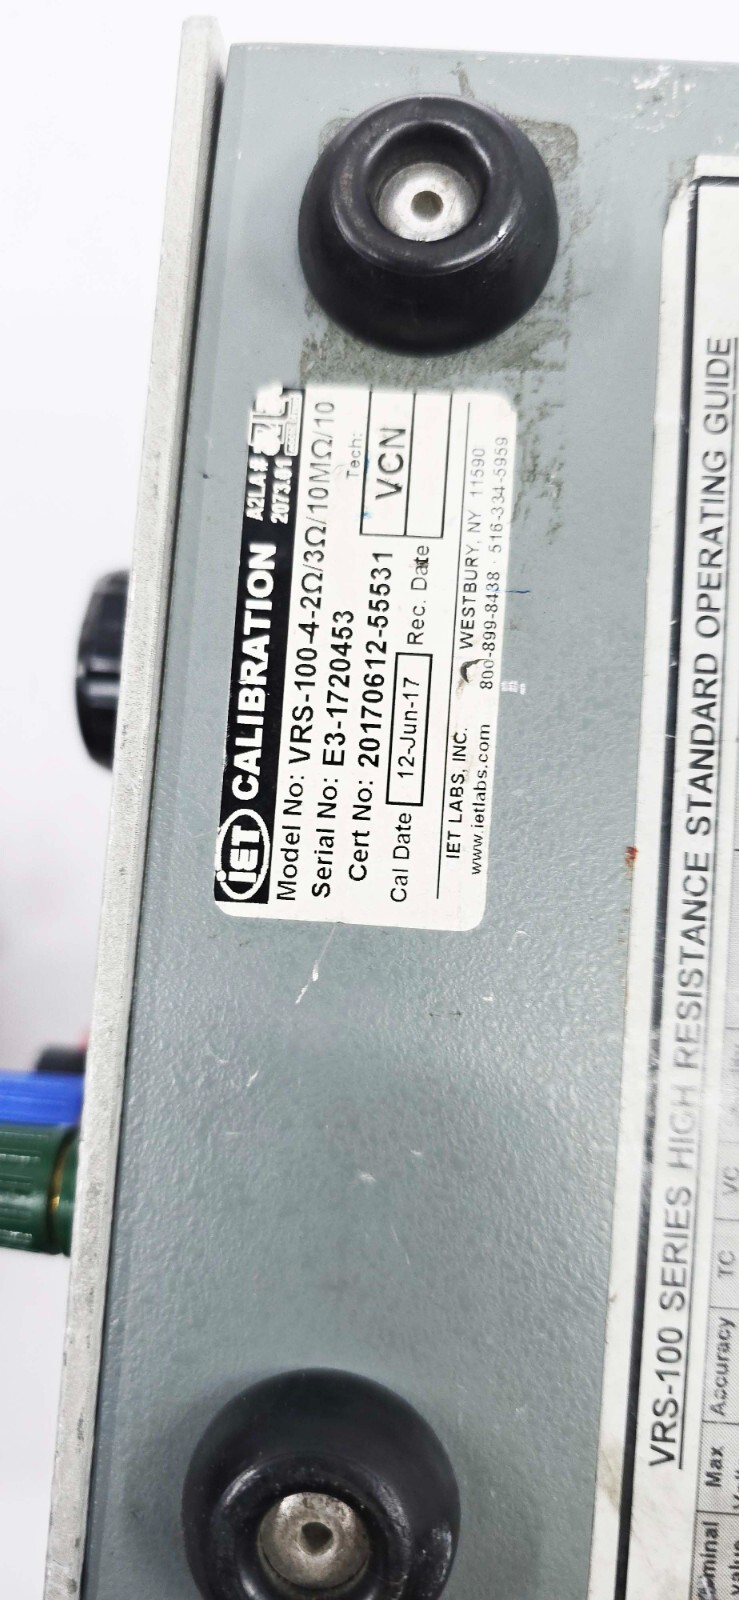 IET CALIBRATION A2LA#
2073.01
Model No: VRS-100-4-2Ω/3Ω/10MΩ/10
Serial No: E3-1720453
Cert No: 20170612-55531
Tech:
VCN
Cal Date 12-Jun-17 Rec. Date
IET LABS, INC. WESTBURY, NY 11590
www.ietlabs.com 800-899-8438 516-334-5959
VRS-100 SERIES HIGH RESISTANCE STANDARD OPERATING GUIDE
Max Accuracy TC VC
value